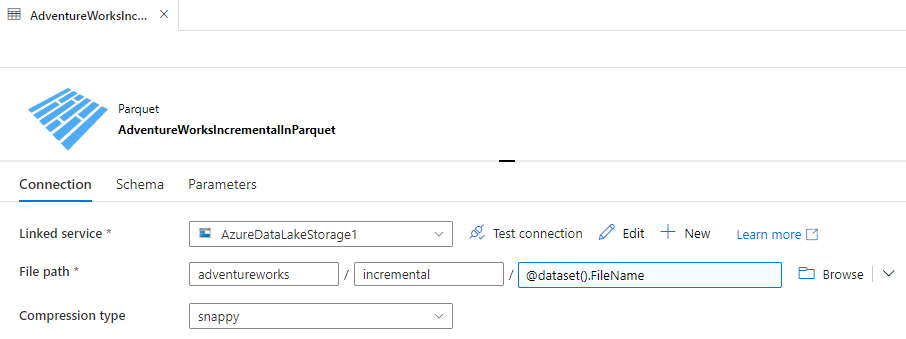 AdventureWorksInc...
Parquet
AdventureWorksIncrementalInParquet
Connection Schema Parameters
Linked service * AzureDataLakeStorage1 Test connection Edit New Learn more
File path * adventureworks / incremental / @dataset().FileName Browse
Compression type snappy